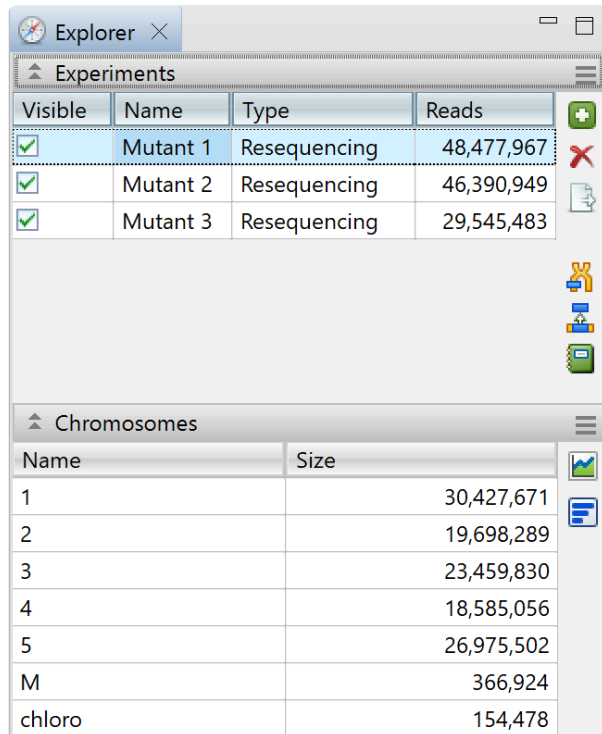 Explorer
Experiments
Visible Name Type Reads
Mutant 1 Resequencing 48,477,967
Mutant 2 Resequencing 46,390,949
Mutant 3 Resequencing 29,545,483
Chromosomes
Name Size
1 30,427,671
2 19,698,289
3 23,459,830
4 18,585,056
5 26,975,502
M 366,924
chloro 154,478